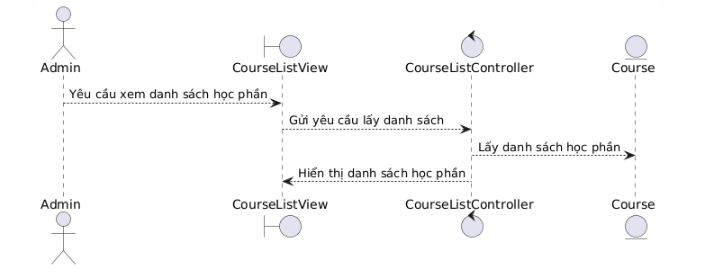 Admin CourseListView CourseListController Course
Yêu cầu xem danh sách học phần
Gửi yêu cầu lấy danh sách
Lấy danh sách học phần
Hiển thị danh sách học phần
Admin CourseListView CourseListController Course